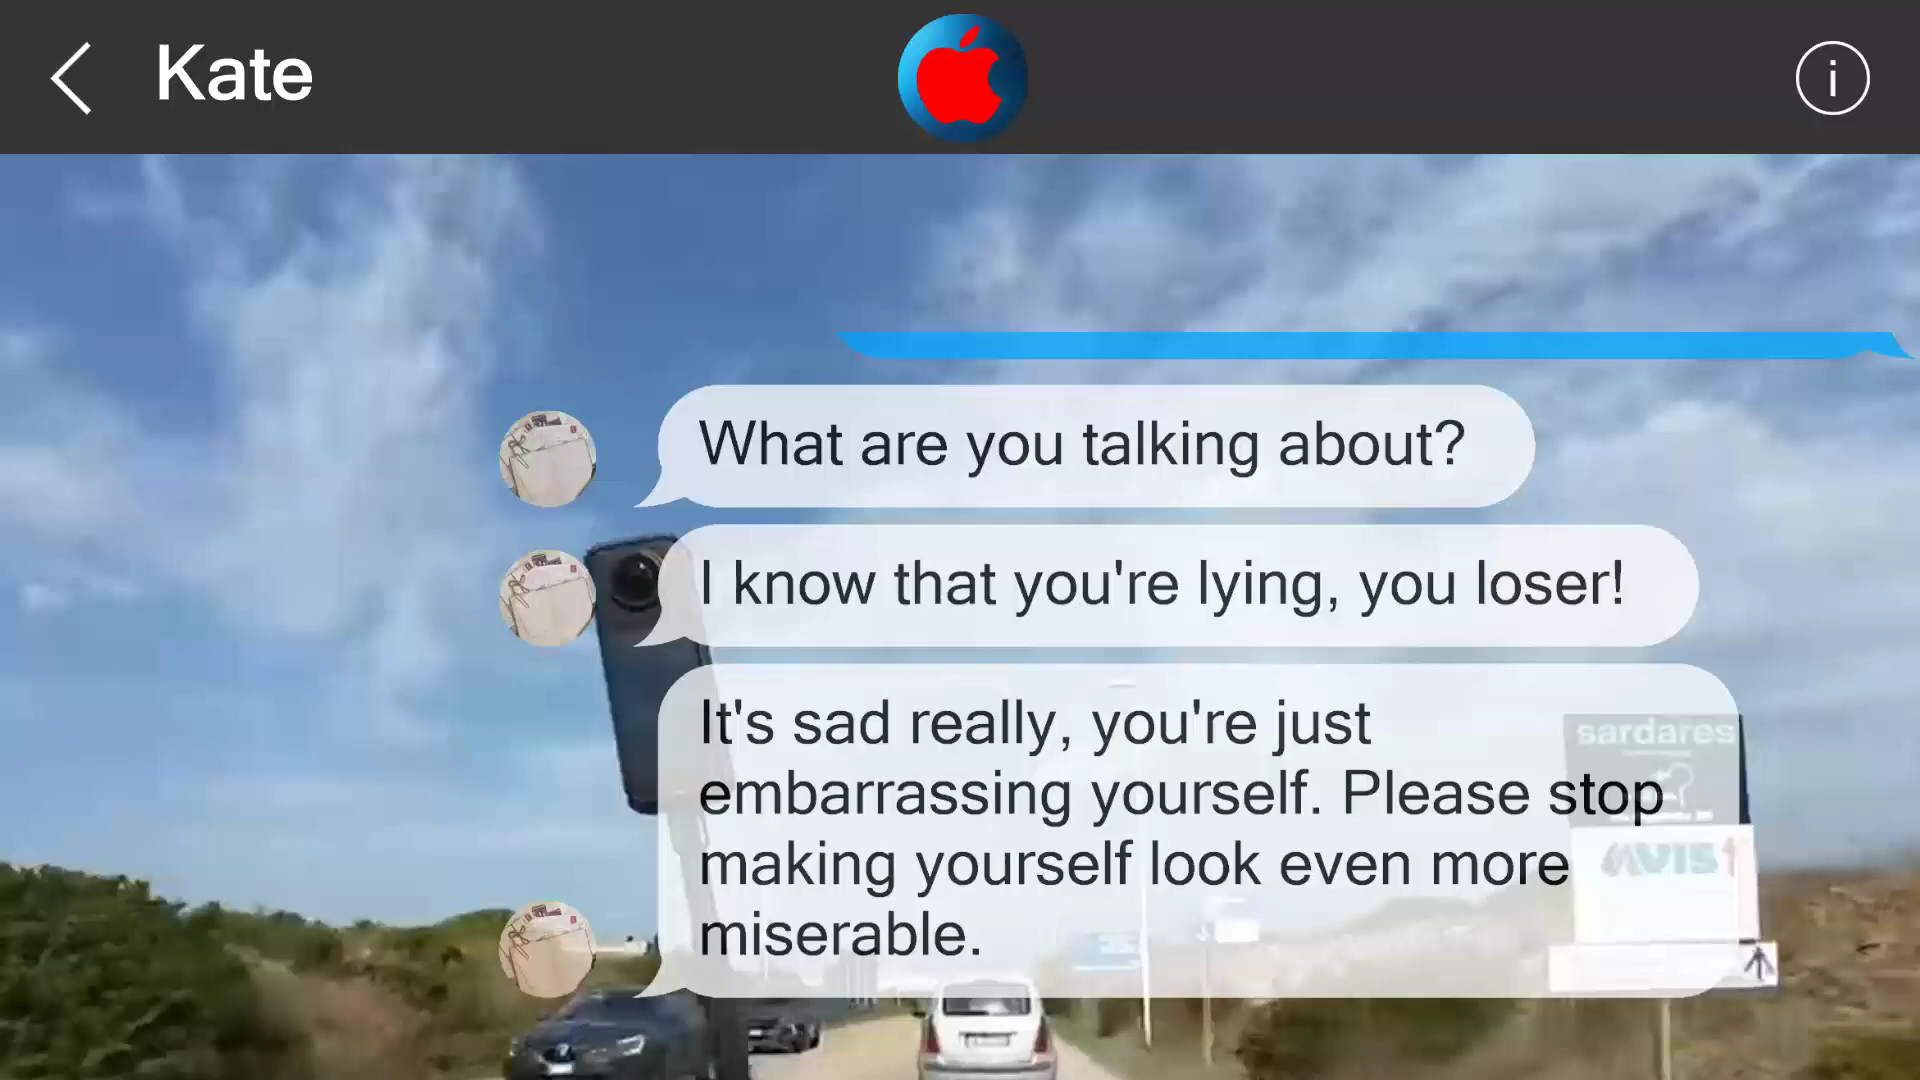 Kate
i
What are you talking about?
I know that you're lying, you loser!
It's sad really, you're just
embarrassing yourself. Please stop
making yourself look even more
miserable.
sardares
AVIS